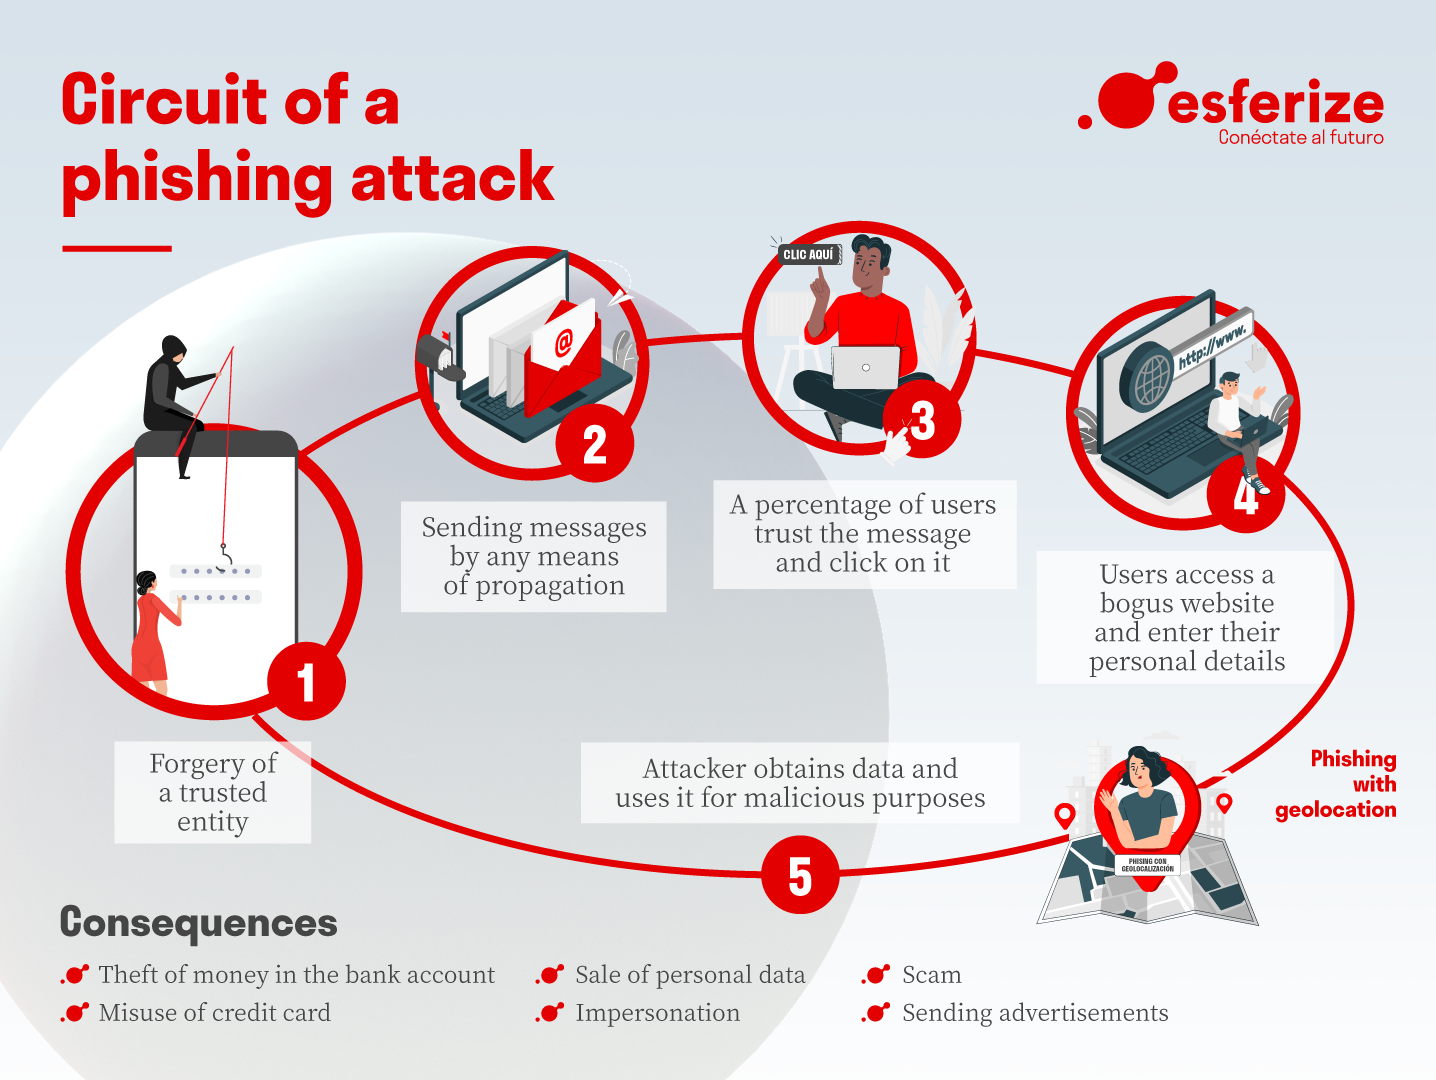 Circuit of a
phishing attack
esferize
Conéctate al futuro
CLIC AQUÍ
http://www.
@
1
2
3
4
5
Forgery of
a trusted
entity
Sending messages
by any means
of propagation
A percentage of users
trust the message
and click on it
Users access a
bogus website
and enter their
personal details
Attacker obtains data and
uses it for malicious purposes
Phishing
with
geolocation
PHISING CON
GEOLOCALIZACIÓN
Consequences
Theft of money in the bank account
Misuse of credit card
Sale of personal data
Impersonation
Scam
Sending advertisements